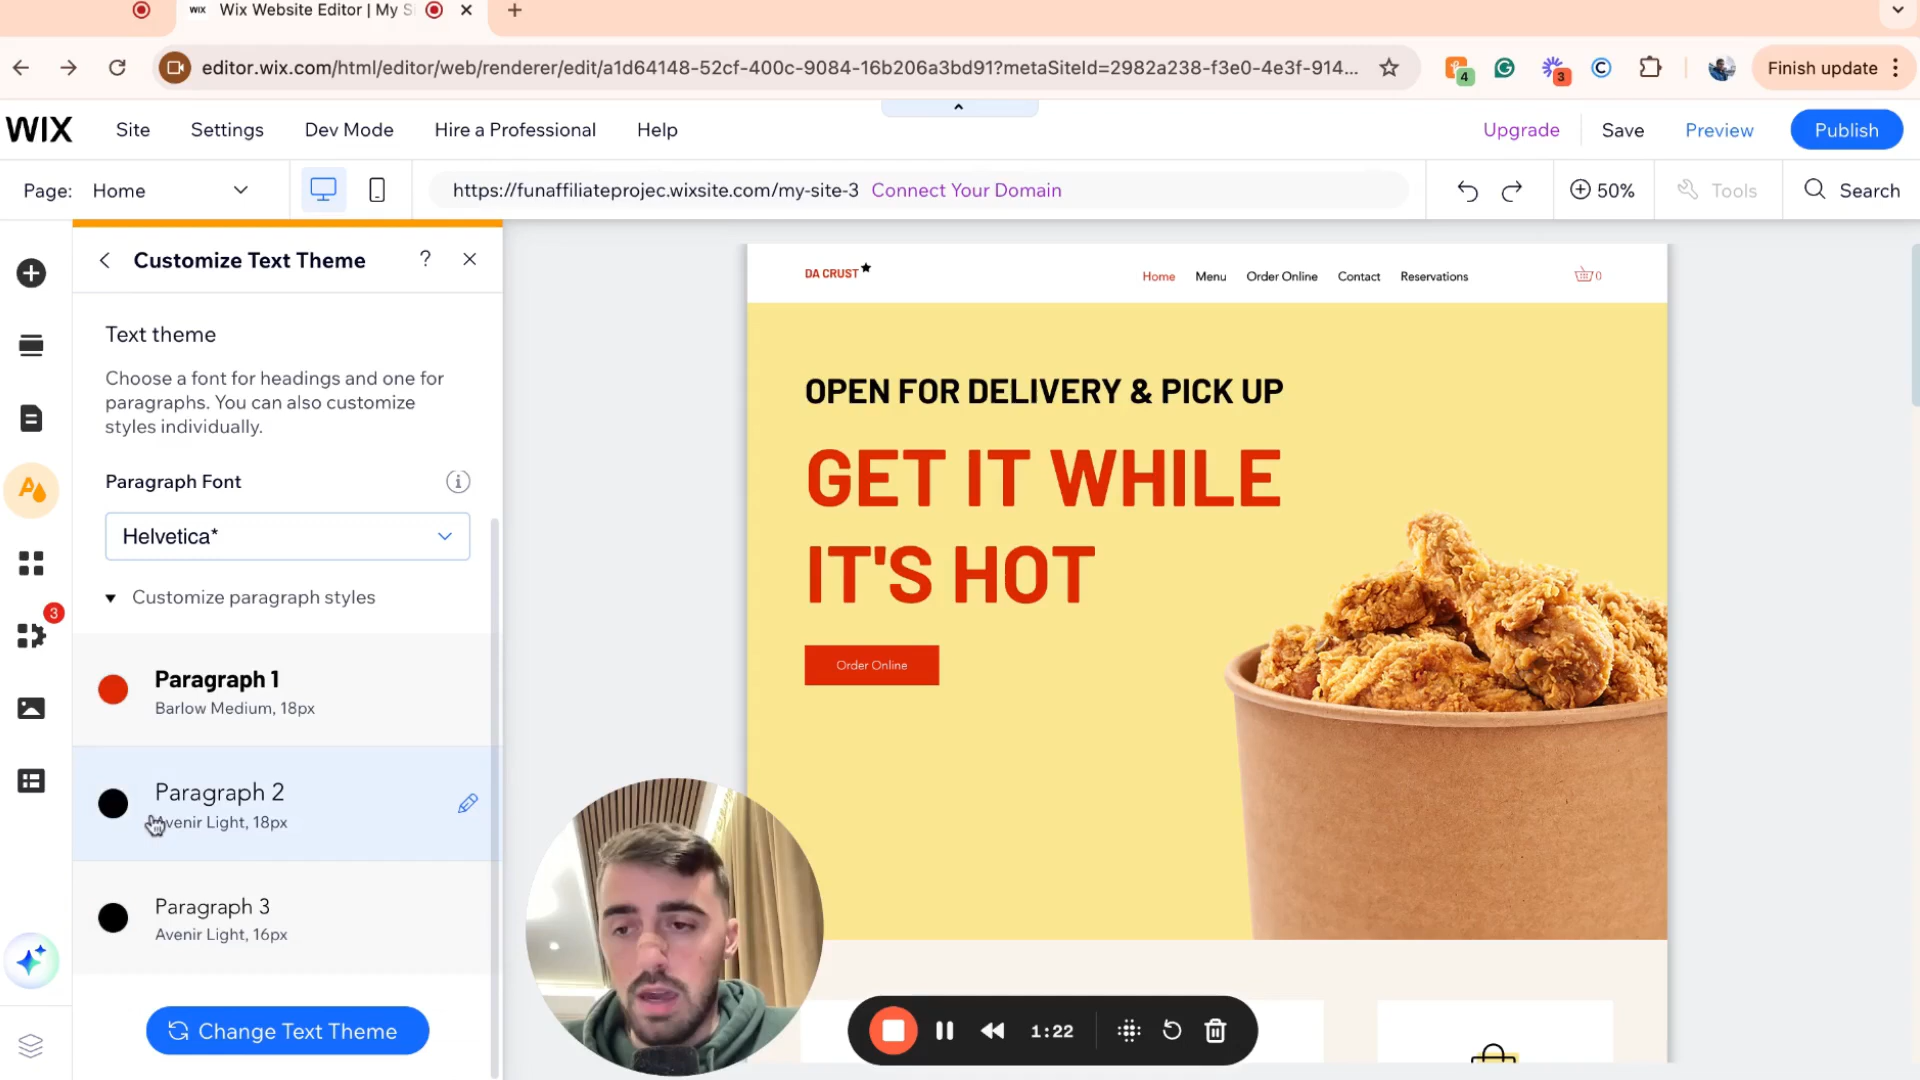 WIX Wix Website Editor | My S
editor.wix.com/html/editor/web/renderer/edit/a1d64148-52cf-400c-9084-16b206a3bd91?metaSiteId=2982a238-f3e0-4e3f-914... 4 3 Finish update
WIX Site Settings Dev Mode Hire a Professional Help Upgrade Save Preview Publish
Page: Home https://funaffiliateprojec.wixsite.com/my-site-3 Connect Your Domain 50% Tools Search
Customize Text Theme ?
Text theme
Choose a font for headings and one for
paragraphs. You can also customize
styles individually.
Paragraph Font
Helvetica*
Customize paragraph styles
3
Paragraph 1
Barlow Medium, 18px
Paragraph 2
Avenir Light, 18px
Paragraph 3
Avenir Light, 16px
Change Text Theme
DA CRUST Home Menu Order Online Contact Reservations 0
OPEN FOR DELIVERY & PICK UP
GET IT WHILE
IT'S HOT
Order Online
1:22